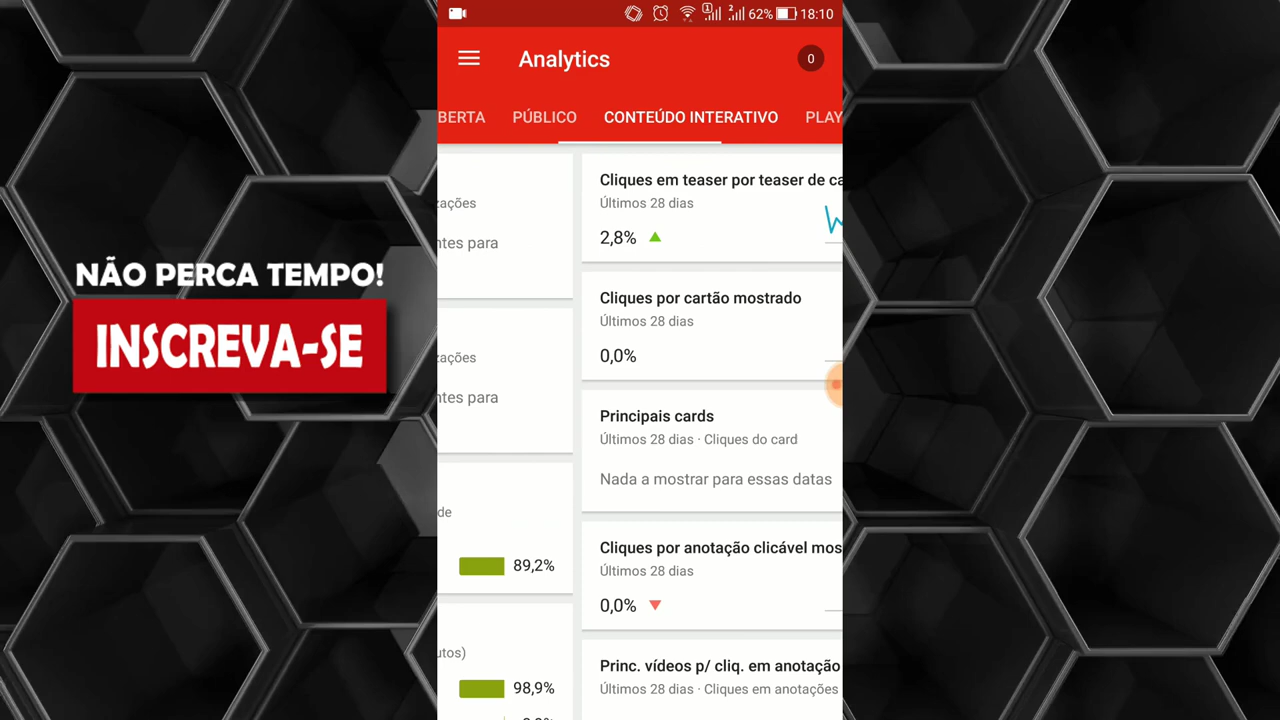 NÃO PERCA TEMPO!
INSCREVA-SE
1 2 62% 18:10
Analytics
0
BERTA PÚBLICO CONTEÚDO INTERATIVO PLAY
zações
ntes para
zações
ntes para
de
89,2%
utos)
98,9%
Cliques em teaser por teaser de ca
Últimos 28 dias
2,8%
Cliques por cartão mostrado
Últimos 28 dias
0,0%
Principais cards
Últimos 28 dias · Cliques do card
Nada a mostrar para essas datas
Cliques por anotação clicável mos
Últimos 28 dias
0,0%
Princ. vídeos p/ cliq. em anotação
Últimos 28 dias · Cliques em anotações